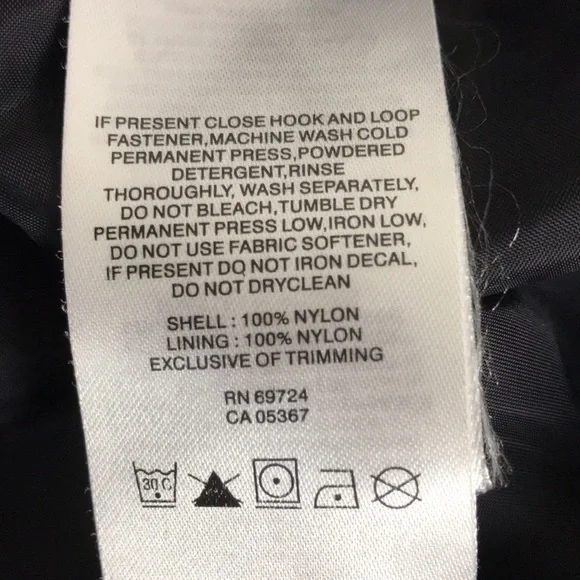 IF PRESENT CLOSE HOOK AND LOOP
FASTENER,MACHINE WASH COLD
PERMANENT PRESS,POWDERED
DETERGENT,RINSE
THOROUGHLY, WASH SEPARATELY,
DO NOT BLEACH,TUMBLE DRY
PERMANENT PRESS LOW,IRON LOW,
DO NOT USE FABRIC SOFTENER,
IF PRESENT DO NOT IRON DECAL,
DO NOT DRYCLEAN
SHELL : 100% NYLON
LINING : 100% NYLON
EXCLUSIVE OF TRIMMING
RN 69724
CA 05367
30 C